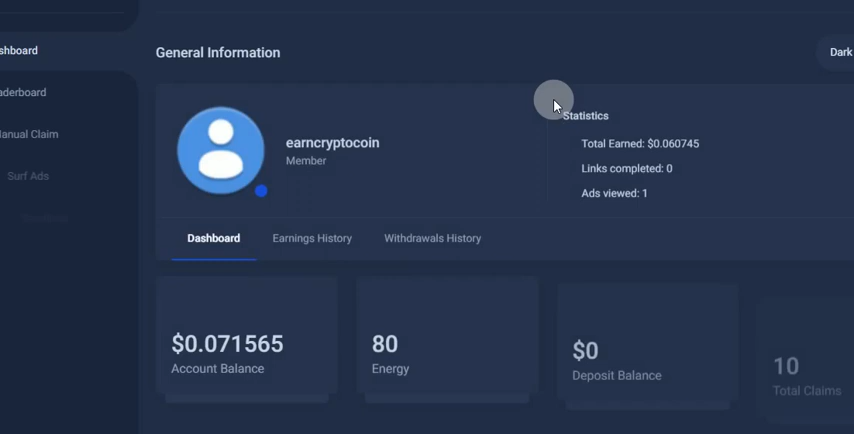 shboard
General Information
Dark
aderboard
Statistics
earncryptocoin
Total Earned: $0.060745
anual Claim
Member
Links completed: 0
Surf Ads
Ads viewed: 1
Dashboard
Earnings History
Withdrawals History
$0.071565
Account Balance
80
Energy
$0
Deposit Balance
10
Total Claims